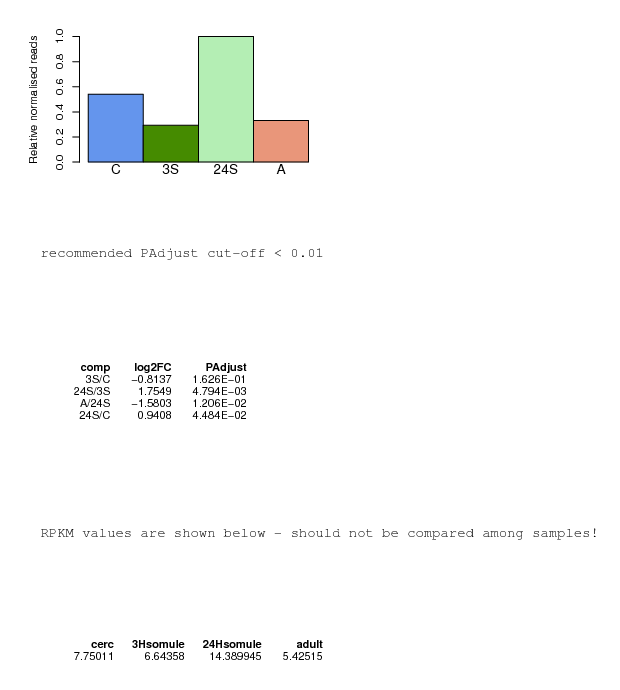 Relative normalised reads
1.0
0.8
0.6
0.4
0.2
0.0
C 3S 24S A
recommended PAdjust cut-off < 0.01
comp log2FC PAdjust
3S/C −0.8137 1.626E−01
24S/3S 1.7549 4.794E−03
A/24S −1.5803 1.206E−02
24S/C 0.9408 4.484E−02
RPKM values are shown below - should not be compared among samples!
cerc 3Hsomule 24Hsomule adult
7.75011 6.64358 14.389945 5.42515